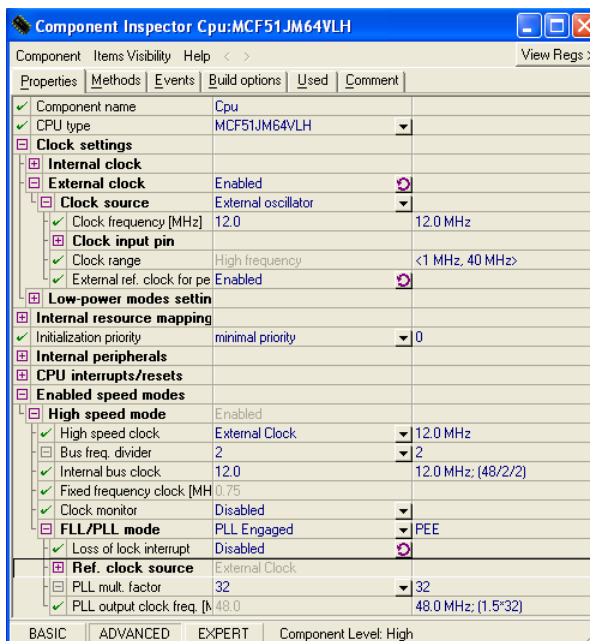 Component Inspector Cpu:MCF51JM64VLH
Component Items Visibility Help < > View Regs >
Properties Methods Events Build options Used Comment
Component name Cpu
CPU type MCF51JM64VLH
Clock settings
Internal clock
External clock Enabled
Clock source External oscillator
Clock frequency [MHz] 12.0 12.0 MHz
Clock input pin
Clock range High frequency <1 MHz, 40 MHz>
External ref. clock for pe Enabled
Low-power modes settin
Internal resource mapping
Initialization priority minimal priority 0
Internal peripherals
CPU interrupts/resets
Enabled speed modes
High speed mode Enabled
High speed clock External Clock 12.0 MHz
Bus freq. divider 2 2
Internal bus clock 12.0 12.0 MHz; (48/2/2)
Fixed frequency clock [MH 0.75
Clock monitor Disabled
FLL/PLL mode PLL Engaged PEE
Loss of lock interrupt Disabled
Ref. clock source External Clock
PLL mult. factor 32 32
PLL output clock freq. [M 48.0 48.0 MHz; (1.5*32)
BASIC ADVANCED EXPERT Component Level: High